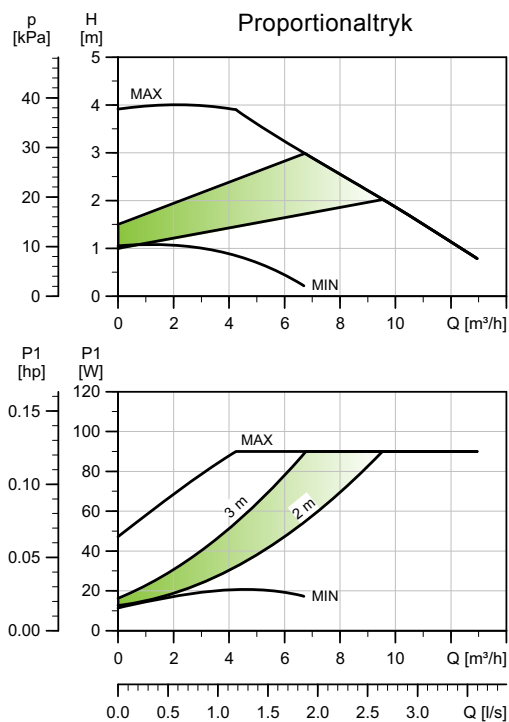 Proportionaltryk
p H
[kPa] [m]
5
MAX
40 4
30 3
20 2
10 1
MIN
0 0
0 2 4 6 8 10 Q [m³/h]
P1 P1
[hp] [W]
120
0.15
100
MAX
0.10
80
3 m 2 m
60
0.05 40
20
MIN
0.00 0
0 2 4 6 8 10 Q [m³/h]
0.0 0.5 1.0 1.5 2.0 2.5 3.0 Q [l/s]